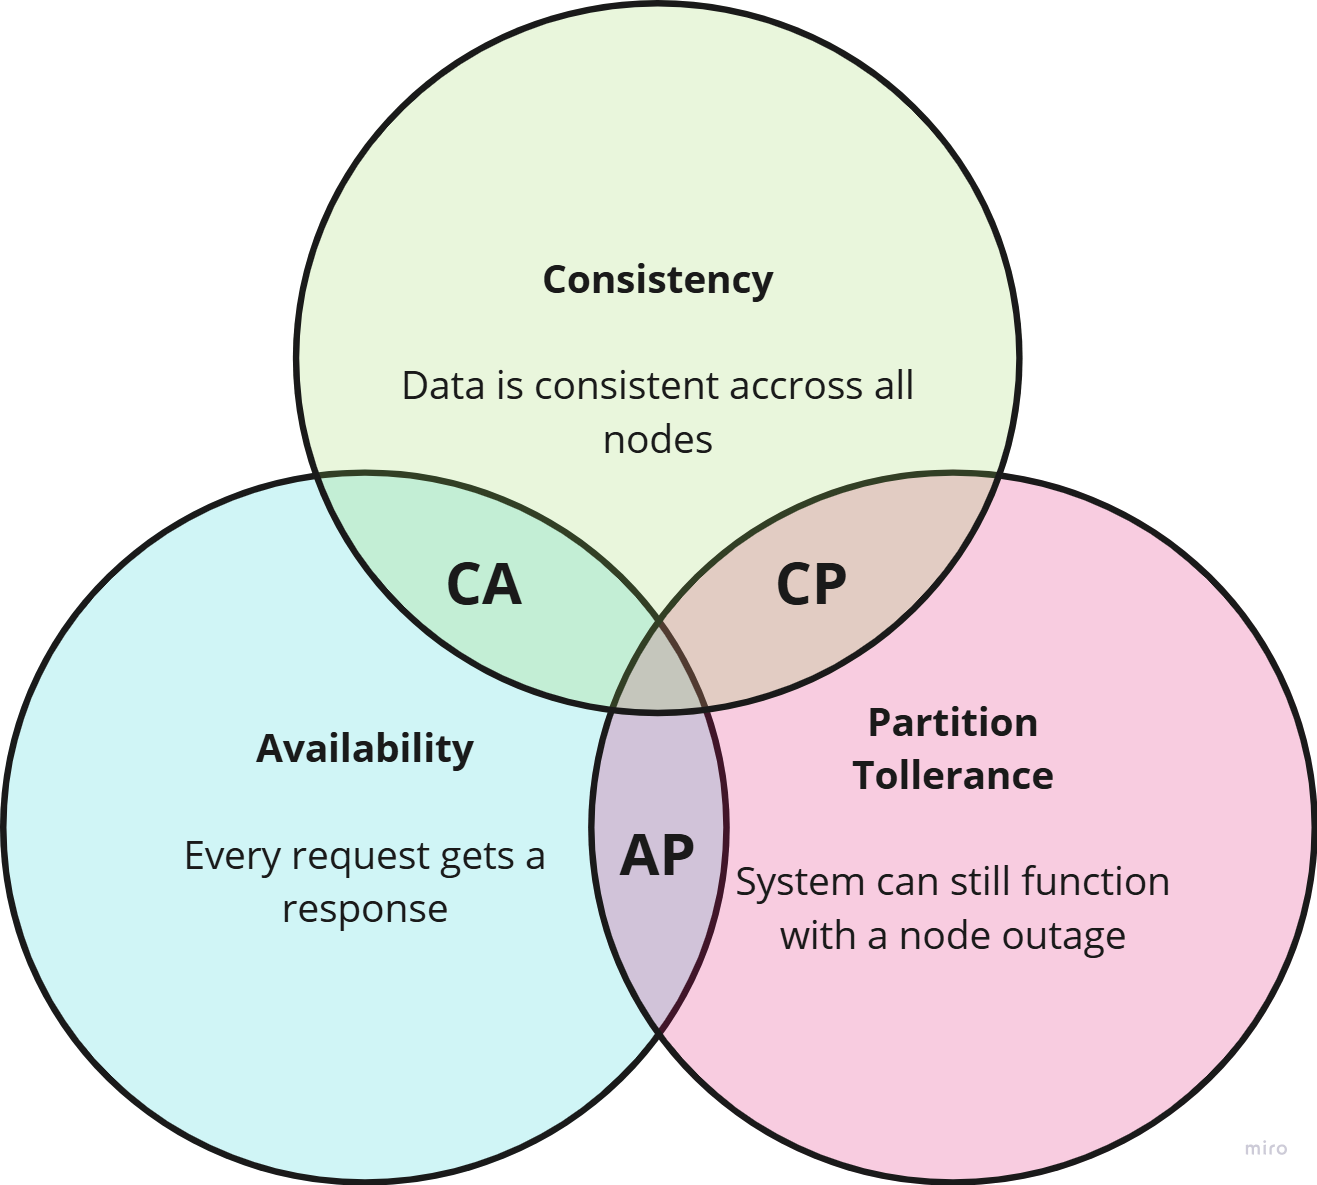 Consistency
Data is consistent accross all
nodes
CA
CP
Availability
Every request gets a
response
AP
Partition
Tollerance
System can still function
with a node outage
miro